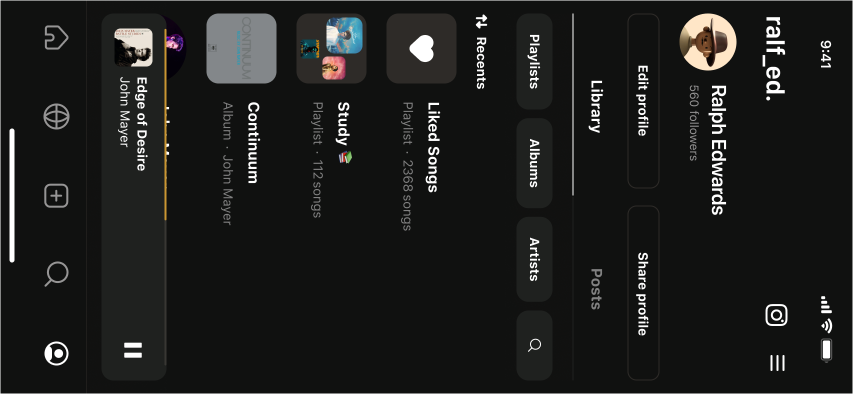 9:41
ralf_ed.
Ralph Edwards
560 followers
Edit profile
Share profile
Library
Posts
Playlists
Albums
Artists
Recents
Liked Songs
Playlist · 2368 songs
Study 📚
Playlist · 112 songs
CONTINUUM
Continuum
Album · John Mayer
Edge of Desire
John Mayer